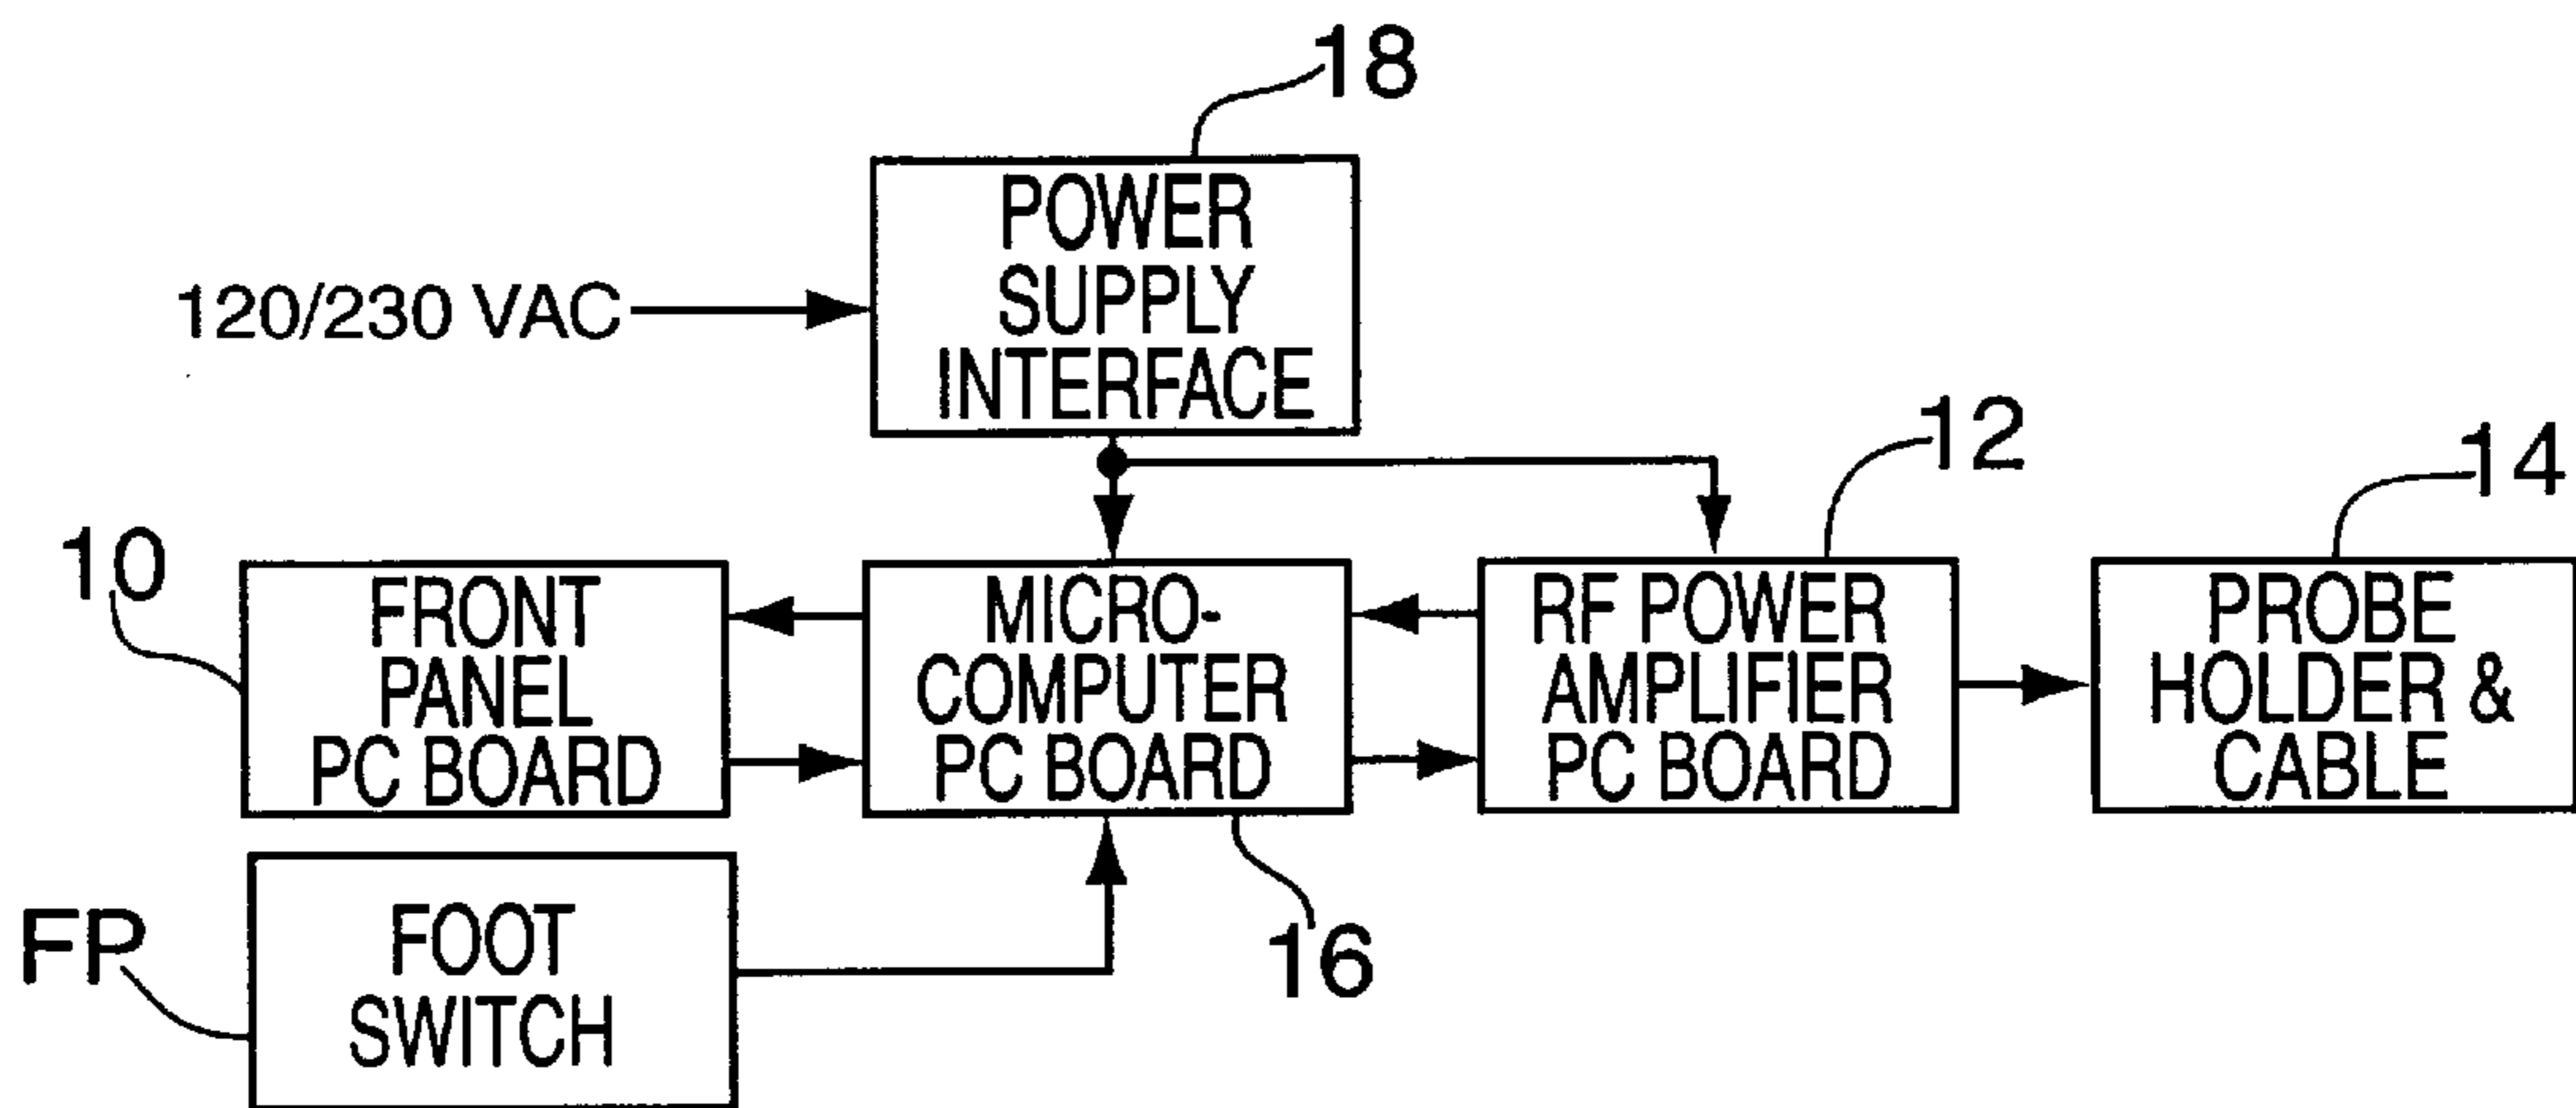 18
POWER
SUPPLY
INTERFACE
120/230 VAC
12
14
10
FRONT
PANEL
PC BOARD
MICRO-
COMPUTER
PC BOARD
RF POWER
AMPLIFIER
PC BOARD
PROBE
HOLDER &
CABLE
FP
FOOT
SWITCH
16